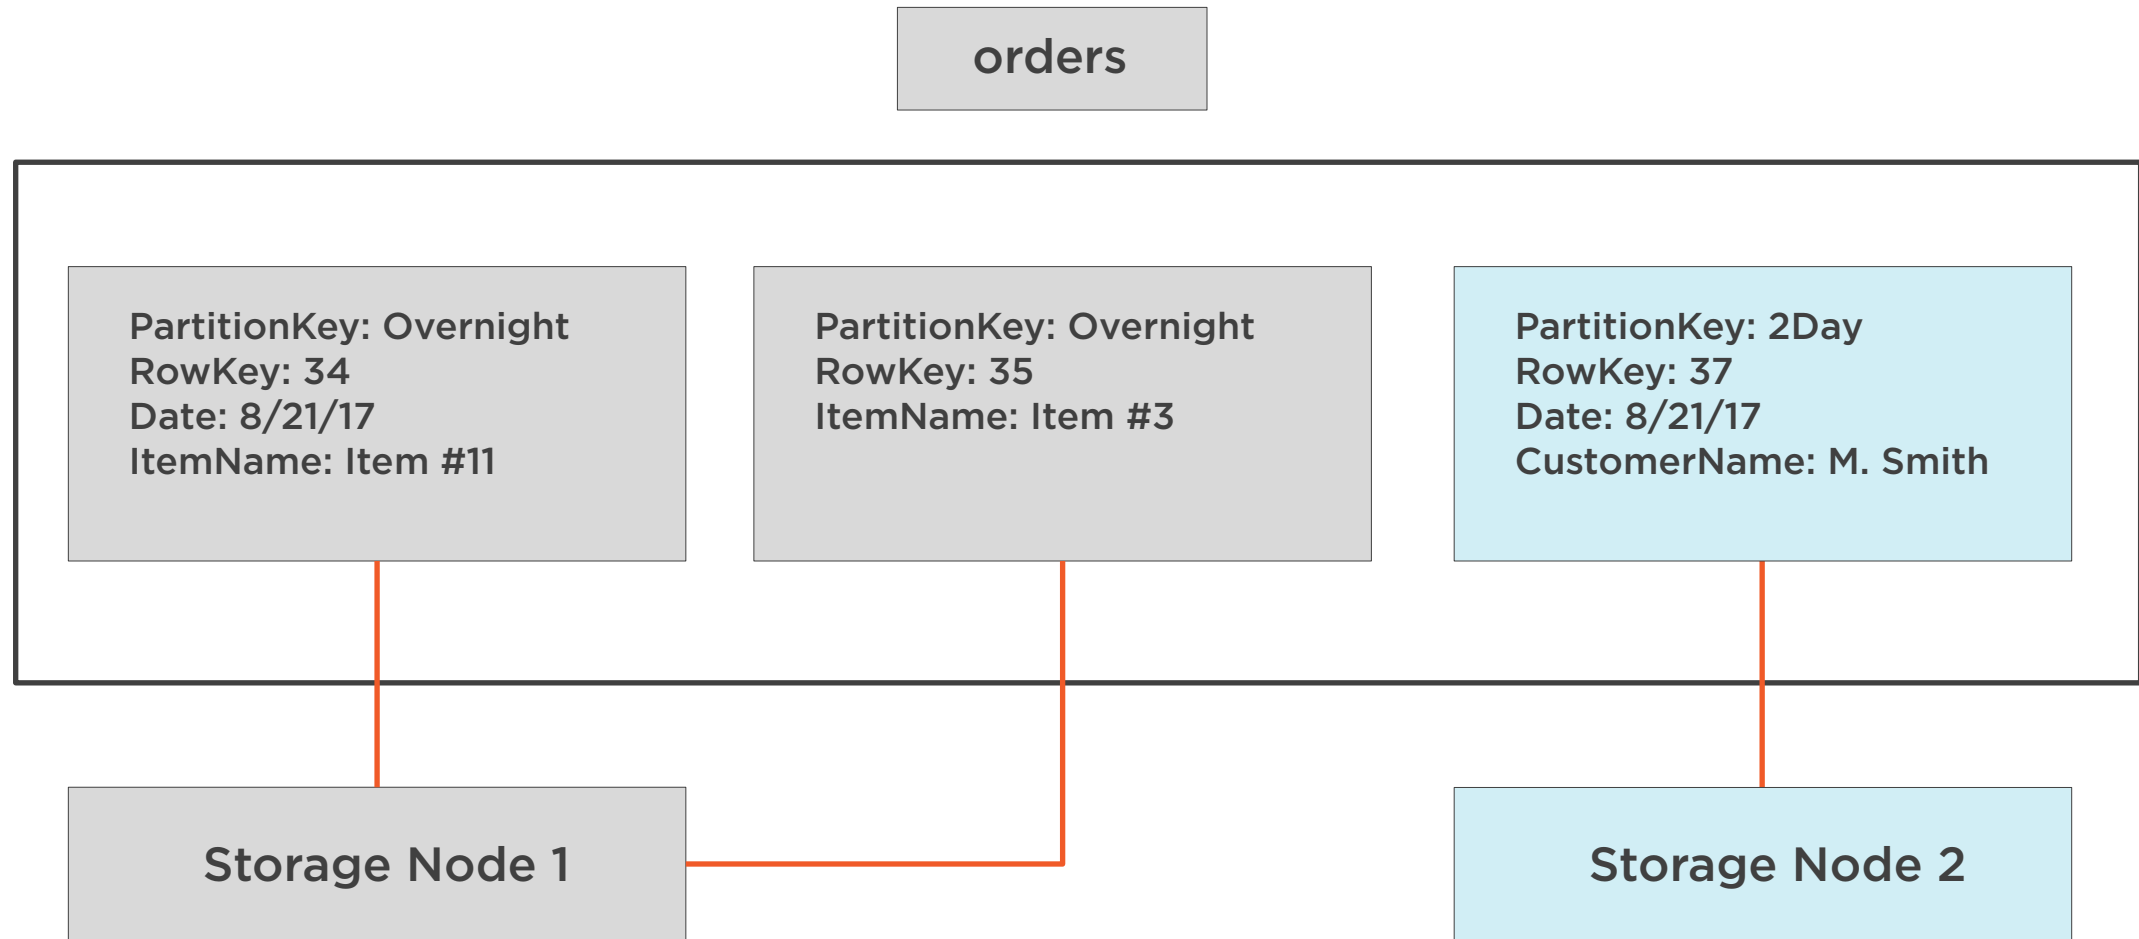 orders
PartitionKey: Overnight
RowKey: 34
Date: 8/21/17
ItemName: Item #11
PartitionKey: Overnight
RowKey: 35
ItemName: Item #3
PartitionKey: 2Day
RowKey: 37
Date: 8/21/17
CustomerName: M. Smith
Storage Node 1
Storage Node 2